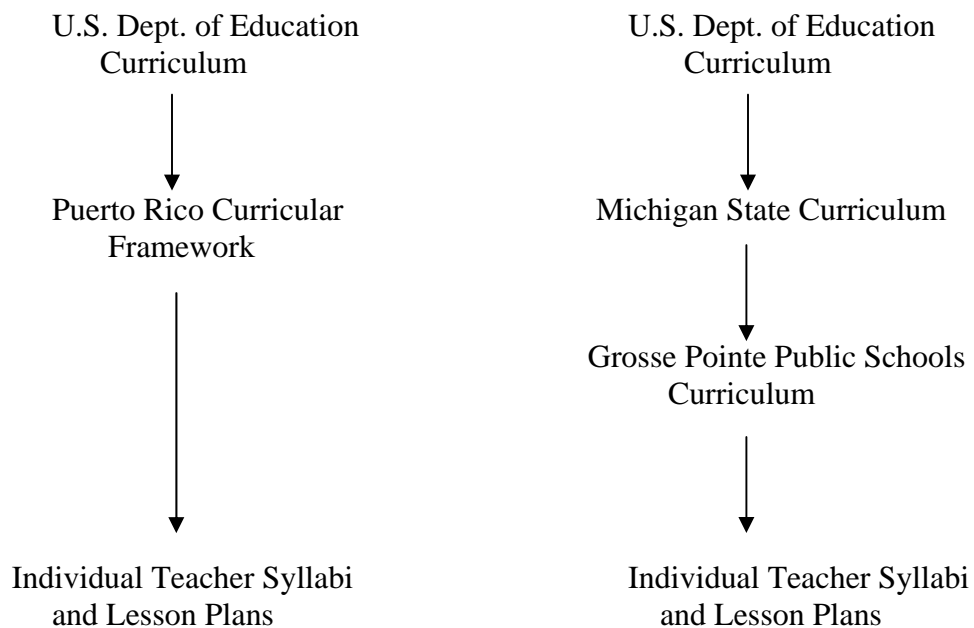 U.S. Dept. of Education
Curriculum
Puerto Rico Curricular
Framework
Individual Teacher Syllabi
and Lesson Plans
U.S. Dept. of Education
Curriculum
Michigan State Curriculum
Grosse Pointe Public Schools
Curriculum
Individual Teacher Syllabi
and Lesson Plans